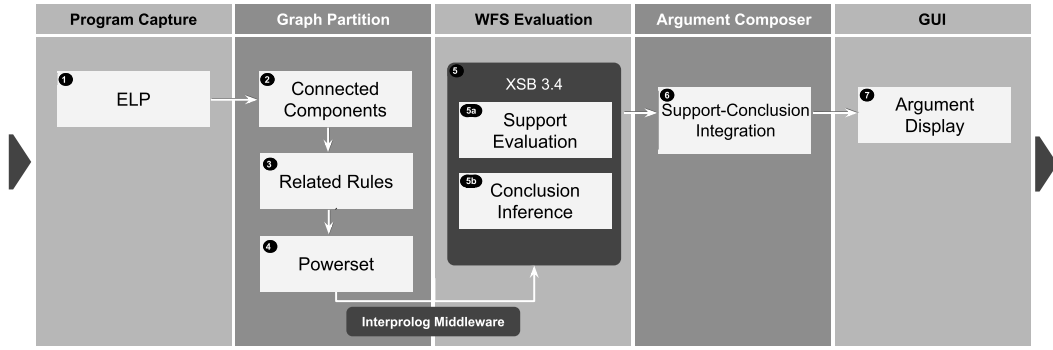 Program Capture
Graph Partition
WFS Evaluation
Argument Composer
GUI
1
ELP
2
Connected
Components
3
Related Rules
4
Powerset
Interprolog Middleware
5
XSB 3.4
5a
Support
Evaluation
5b
Conclusion
Inference
6
Support-Conclusion
Integration
7
Argument
Display